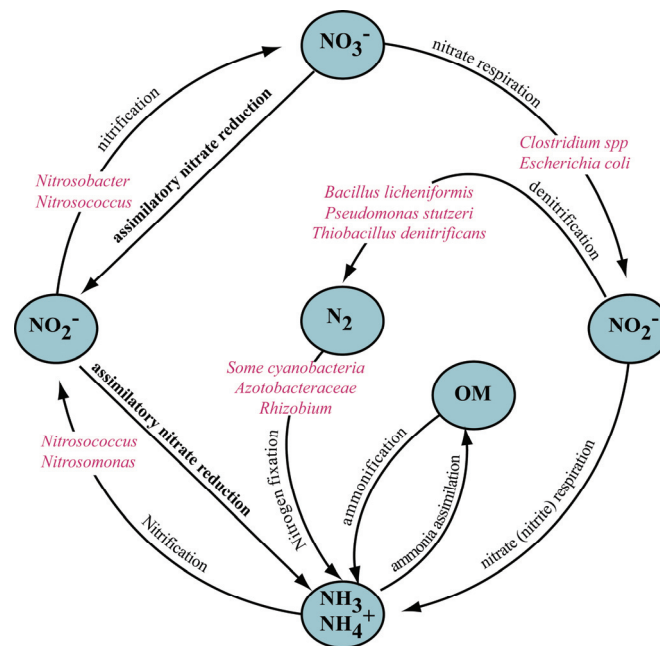 NO3-
nitrification
assimilatory nitrate reduction
nitrate respiration
Clostridium spp
Escherichia coli
Nitrosobacter
Nitrosococcus
Bacillus licheniformis
Pseudomonas stutzeri
Thiobacillus denitrificans
denitrification
NO2-
N2
NO2-
Some cyanobacteria
Azotobacteraceae
Rhizobium
OM
assimilatory nitrate reduction
Nitrosococcus
Nitrosomonas
Nitrogen fixation
ammonification
ammonia assimilation
nitrate (nitrite) respiration
Nitrification
NH3
NH4+